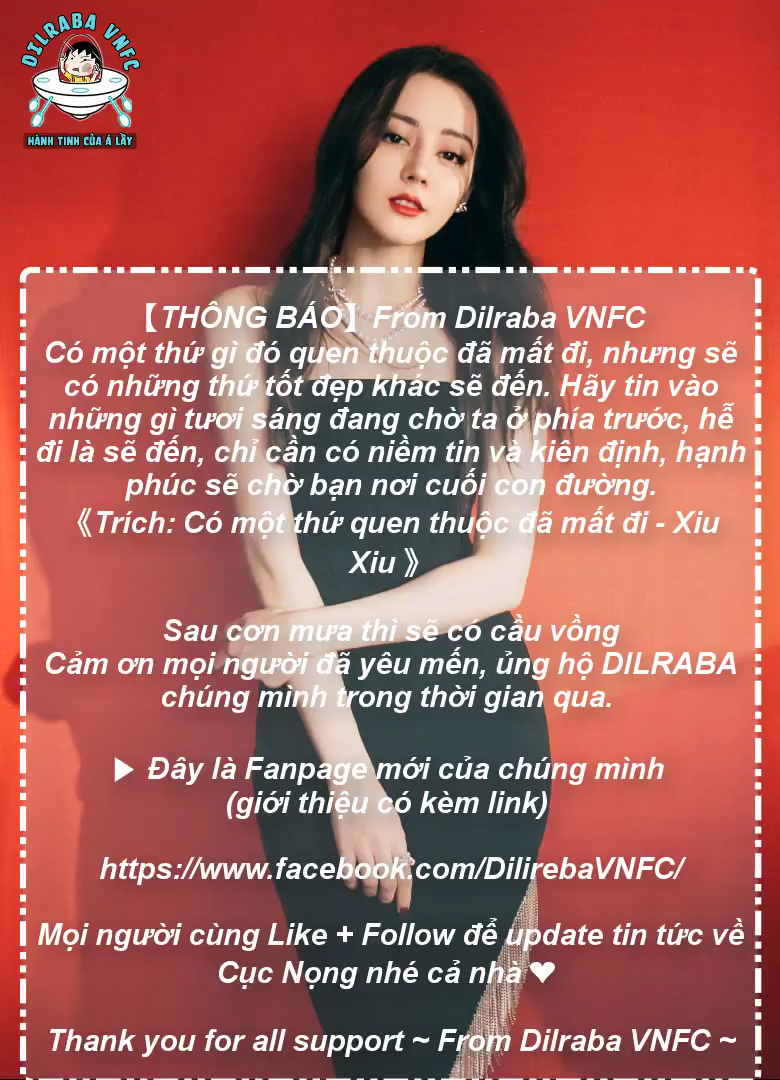 DILRABA VNFC
HÀNH TINH CỦA Á LẦY
【THÔNG BÁO】From Dilraba VNFC
Có một thứ gì đó quen thuộc đã mất đi, nhưng sẽ
có những thứ tốt đẹp khác sẽ đến. Hãy tin vào
những gì tươi sáng đang chờ ta ở phía trước, hễ
đi là sẽ đến, chỉ cần có niềm tin và kiên định, hạnh
phúc sẽ chờ bạn nơi cuối con đường.
《Trích: Có một thứ quen thuộc đã mất đi - Xiu
Xiu 》
Sau cơn mưa thì sẽ có cầu vồng
Cảm ơn mọi người đã yêu mến, ủng hộ DILRABA
chúng mình trong thời gian qua.
▶ Đây là Fanpage mới của chúng mình
(giới thiệu có kèm link)
https://www.facebook.com/DilirebaVNFC/
Mọi người cùng Like + Follow để update tin tức về
Cục Nọng nhé cả nhà ❤
Thank you for all support ~ From Dilraba VNFC ~